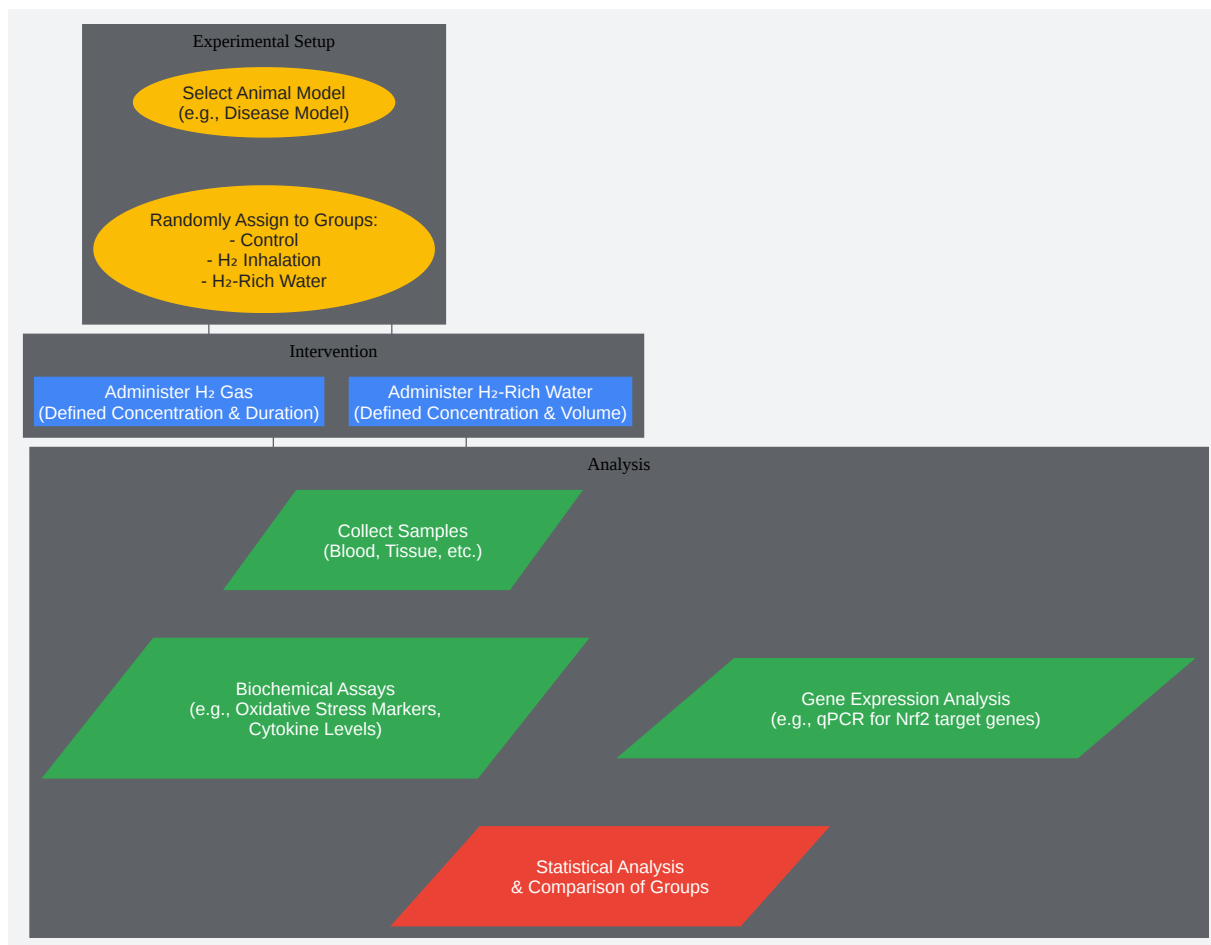 Experimental Setup
Select Animal Model
(e.g., Disease Model)
Randomly Assign to Groups:
- Control
- H₂ Inhalation
- H₂-Rich Water
Intervention
Administer H₂ Gas
(Defined Concentration & Duration)
Administer H₂-Rich Water
(Defined Concentration & Volume)
Analysis
Collect Samples
(Blood, Tissue, etc.)
Biochemical Assays
(e.g., Oxidative Stress Markers,
Cytokine Levels)
Gene Expression Analysis
(e.g., qPCR for Nrf2 target genes)
Statistical Analysis
& Comparison of Groups